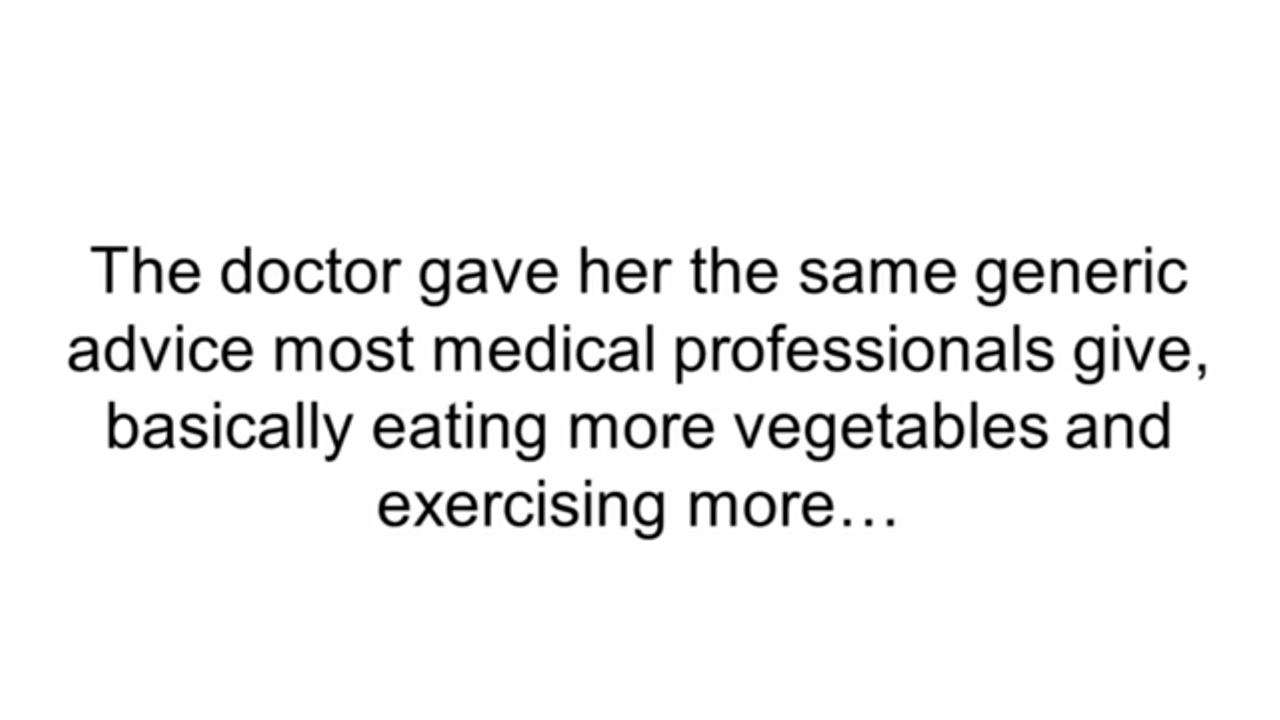 The doctor gave her the same generic
advice most medical professionals give,
basically eating more vegetables and
exercising more…